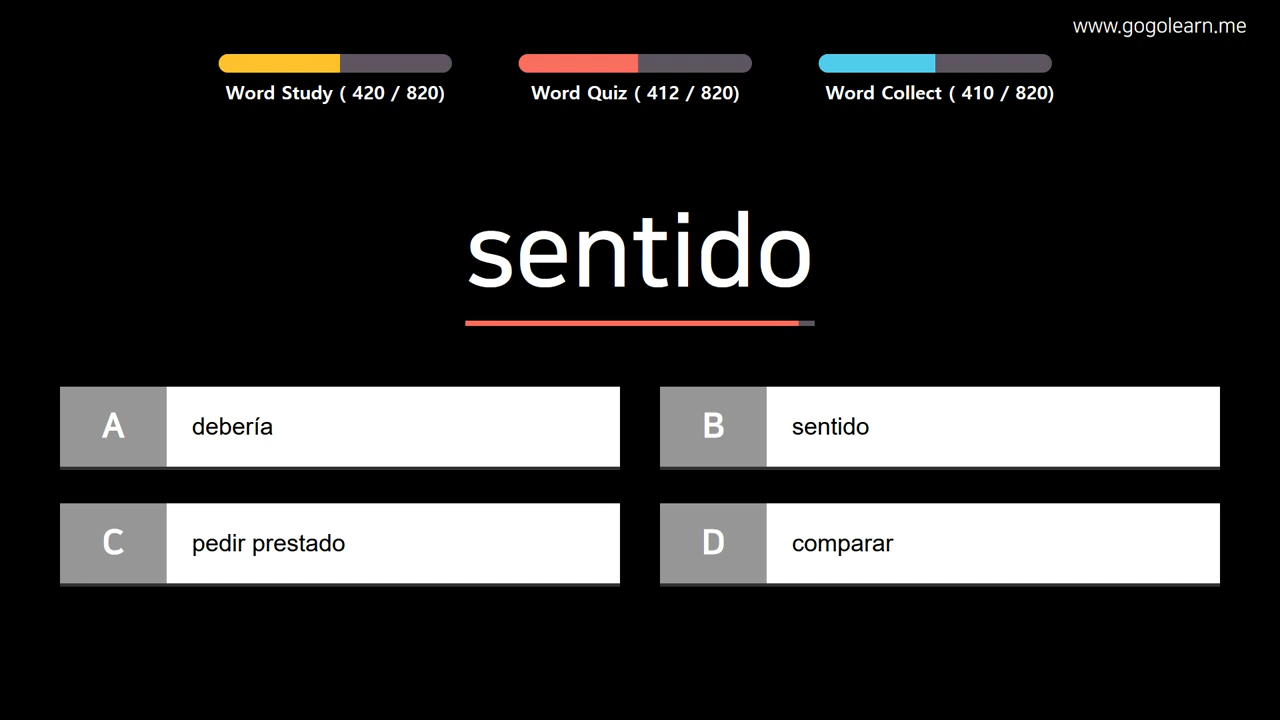 www.gogolearn.me
Word Study ( 420 / 820)
Word Quiz ( 412 / 820)
Word Collect ( 410 / 820)
sentido
A
debería
B
sentido
C
pedir prestado
D
comparar